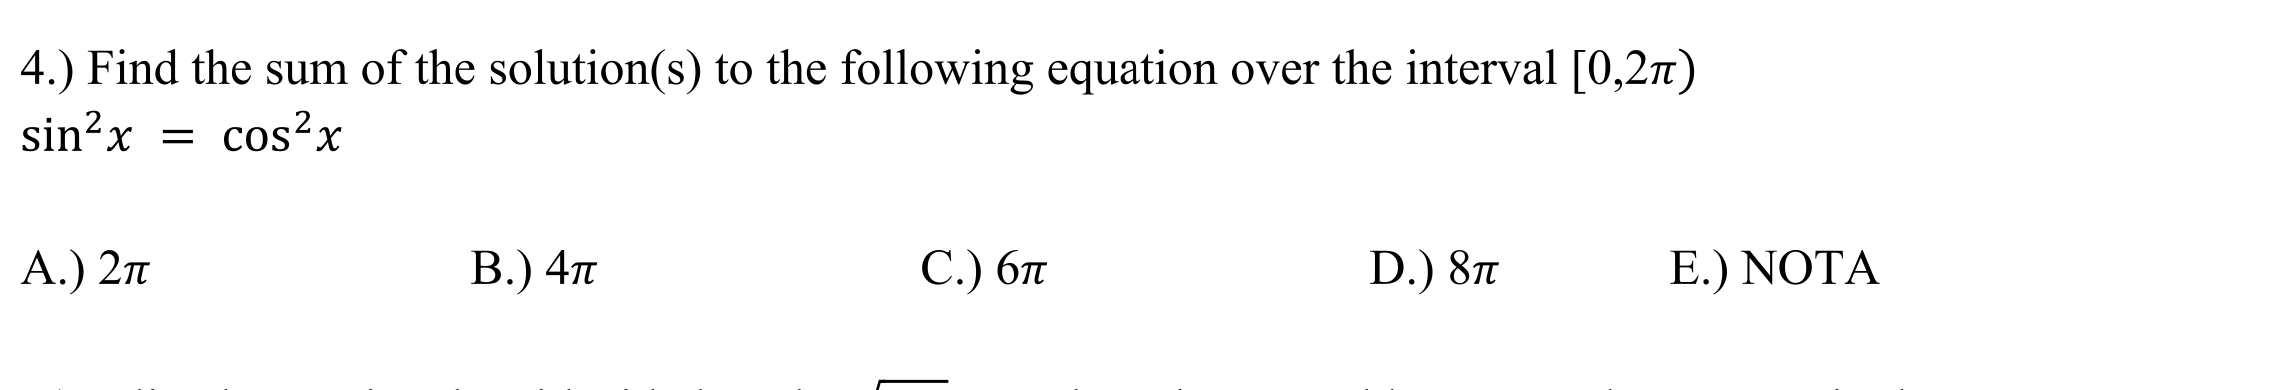 4.) Find the sum of the solution(s) to the following equation over the interval [0,2π)
sin²x = cos²x
A.) 2π B.) 4π C.) 6π D.) 8π E.) NOTA